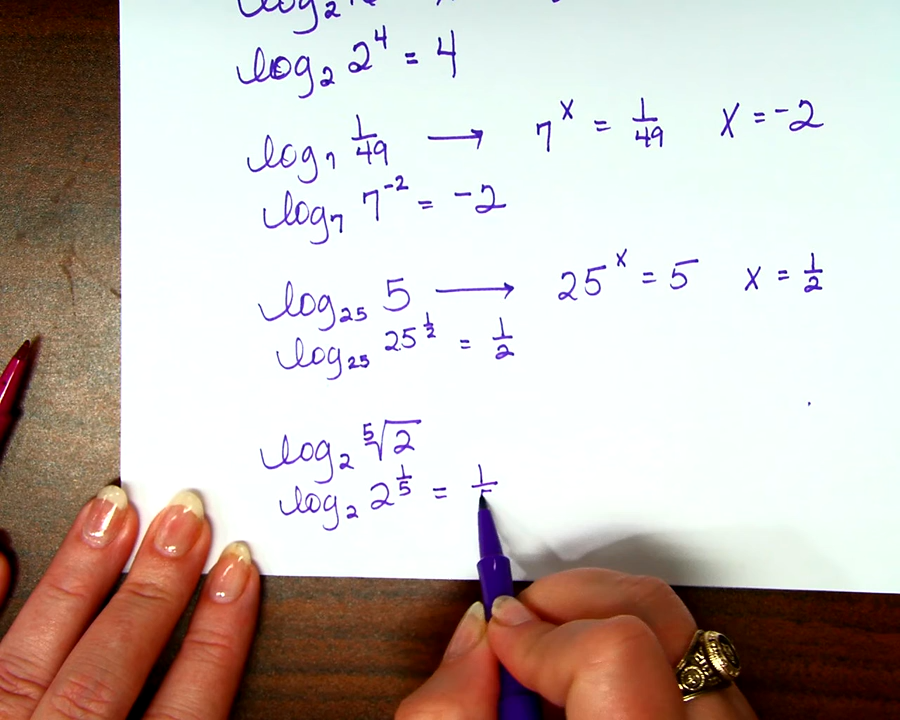 log₂
log₂ 2⁴ = 4
log₇ 1/49 → 7ˣ = 1/49 x = -2
log₇ 7⁻² = -2
log₂₅ 5 → 25ˣ = 5 x = 1/2
log₂₅ 25^(1/2) = 1/2
log₂ ⁵√2
log₂ 2^(1/5) = 1/